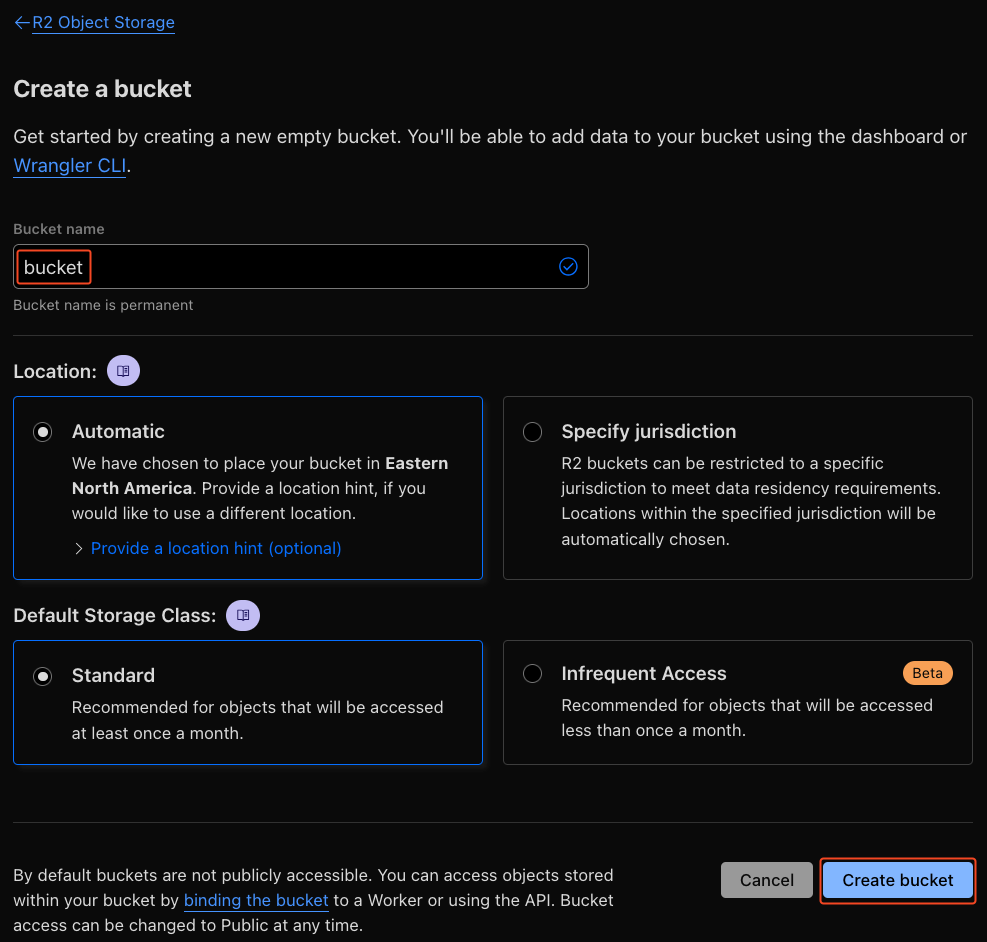 ←R2 Object Storage
Create a bucket
Get started by creating a new empty bucket. You'll be able to add data to your bucket using the dashboard or
Wrangler CLI.
Bucket name
bucket
Bucket name is permanent
Location:
Automatic
We have chosen to place your bucket in Eastern
North America. Provide a location hint, if you
would like to use a different location.
Provide a location hint (optional)
Specify jurisdiction
R2 buckets can be restricted to a specific
jurisdiction to meet data residency requirements.
Locations within the specified jurisdiction will be
automatically chosen.
Default Storage Class:
Standard
Recommended for objects that will be accessed
at least once a month.
Infrequent Access
Beta
Recommended for objects that will be accessed
less than once a month.
By default buckets are not publicly accessible. You can access objects stored
within your bucket by binding the bucket to a Worker or using the API. Bucket
access can be changed to Public at any time.
Cancel
Create bucket